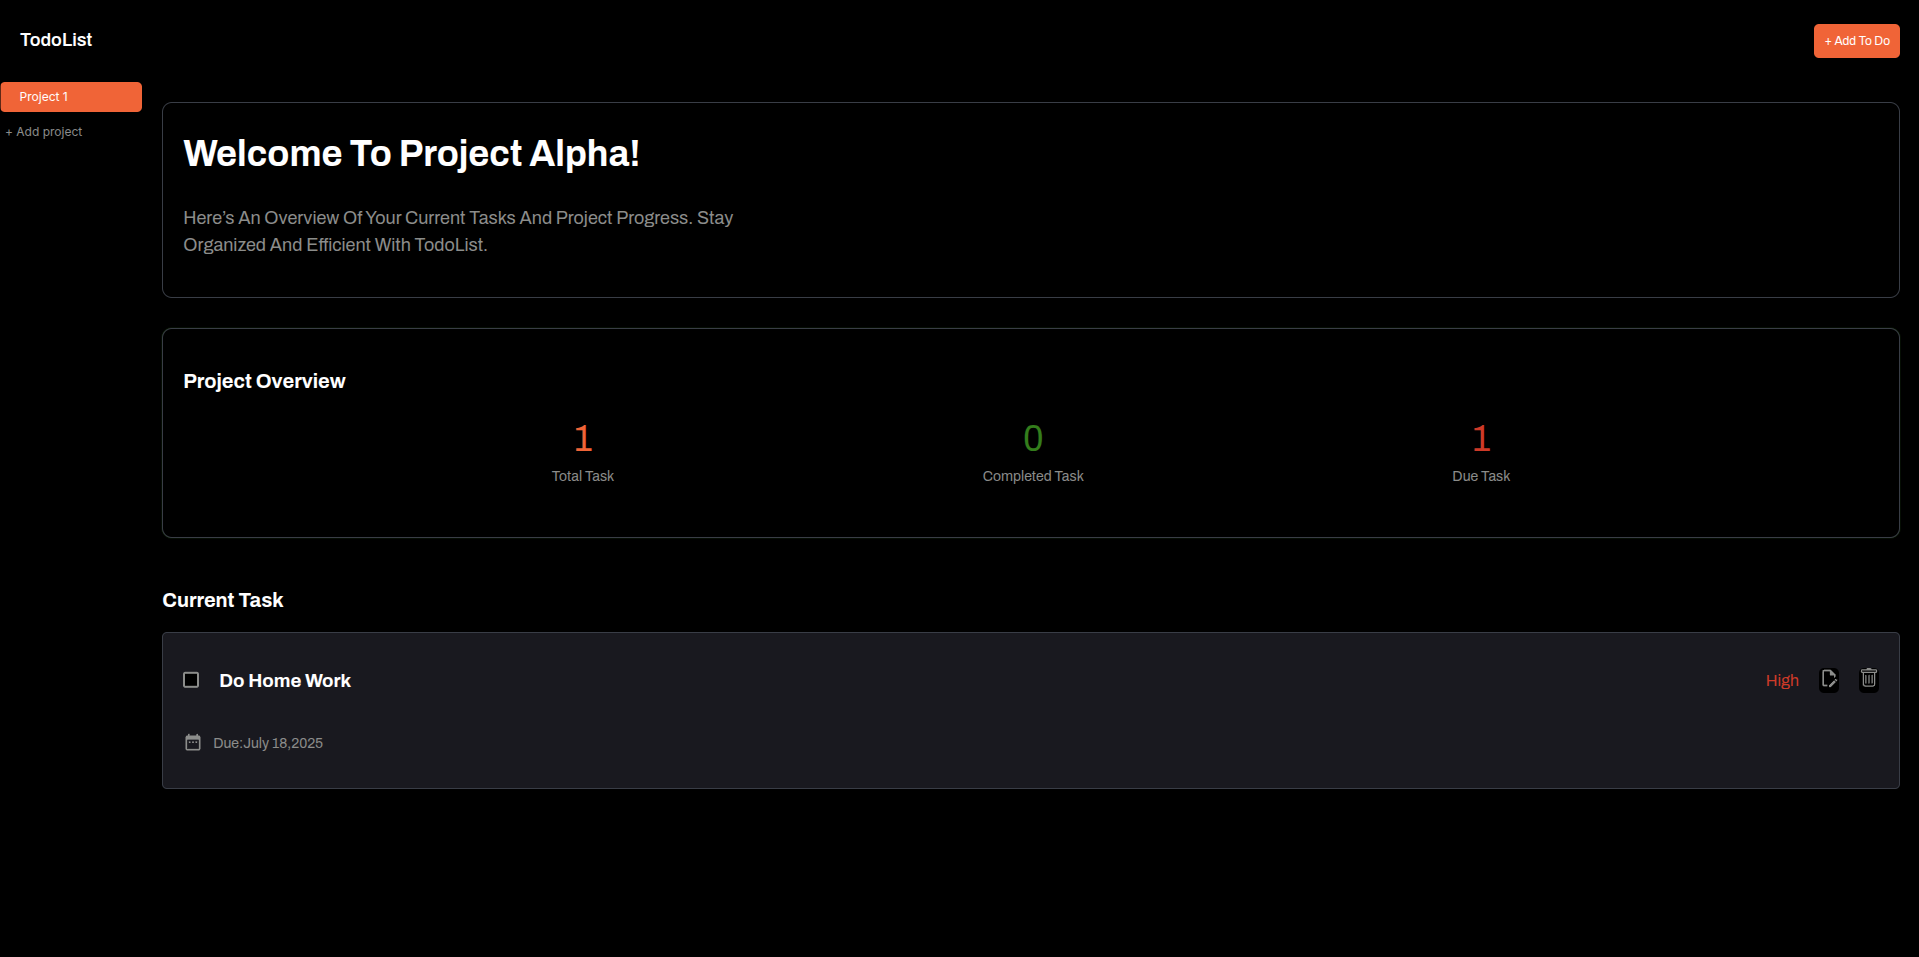 TodoList
+ Add To Do
Project 1
+ Add project
Welcome To Project Alpha!
Here's An Overview Of Your Current Tasks And Project Progress. Stay
Organized And Efficient With TodoList.
Project Overview
1
Total Task
0
Completed Task
1
Due Task
Current Task
Do Home Work
High
Due:July 18,2025